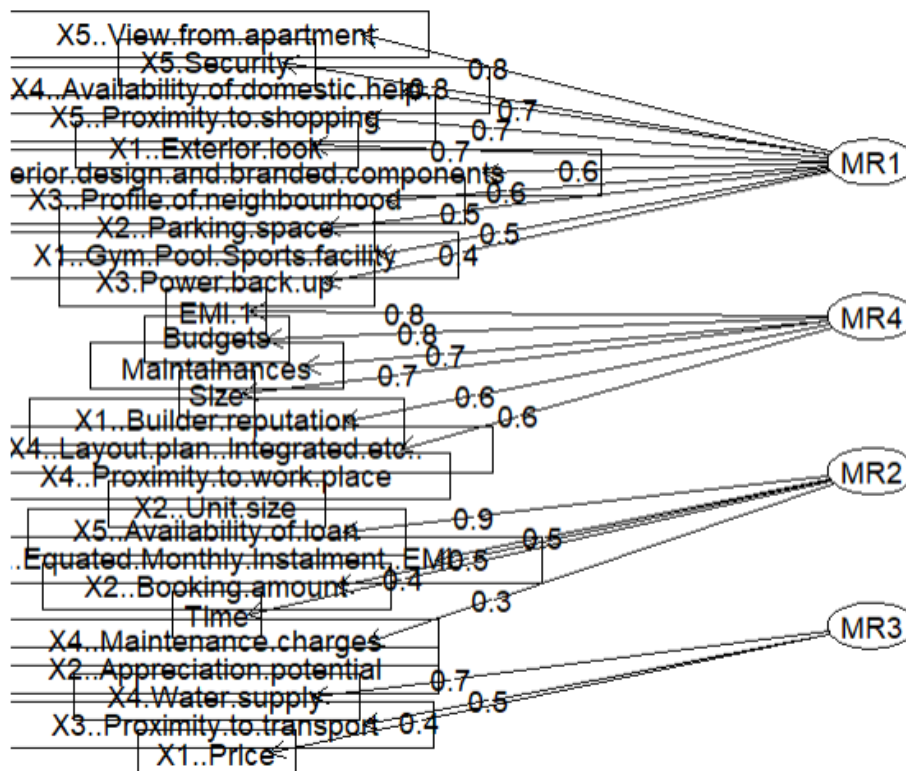 X5..View.from.apartment
X5.Security
0.8
X4..Availability.of.domestic.help
0.8
X5..Proximity.to.shopping
0.7
0.7
X1..Exterior.look
0.7
MR1
erior.design.and.branded.components
0.6
X3..Profile.of.neighbourhood
0.6
X2..Parking.space
0.5
0.5
X1..Gym.Pool.Sports.facility
0.4
X3.Power.back.up
EMI.1
0.8
MR4
Budgets
0.8
Maintainances
0.7
Size
0.7
X1..Builder.reputation
0.6
0.6
X4..Layout.plan..Integrated.etc..
X4..Proximity.to.work.place
MR2
X2..Unit.size
0.9
X5..Availability.of.loan
0.5
..Equated.Monthly.Instalment..EMI.
0.5
X2..Booking.amount
0.4
Time
0.3
MR3
X4..Maintenance.charges
X2..Appreciation.potential
0.7
X4.Water.supply
0.5
X3..Proximity.to.transport
0.4
X1..Price